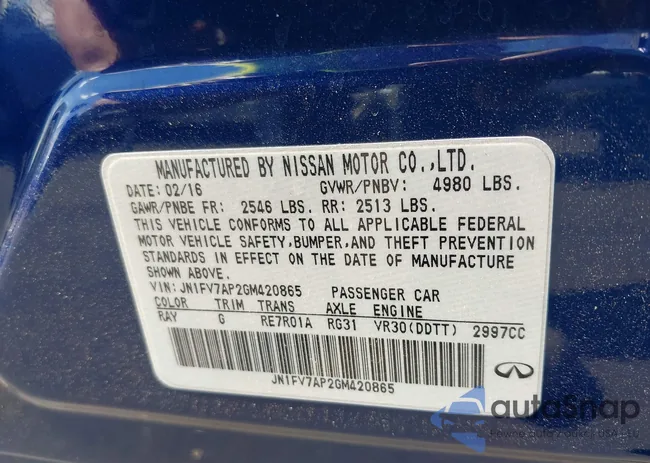 MANUFACTURED BY NISSAN MOTOR CO.,LTD.
DATE: 02/16 GVWR/PNBV: 4980 LBS.
GAWR/PNBE FR: 2546 LBS. RR: 2513 LBS.
THIS VEHICLE CONFORMS TO ALL APPLICABLE FEDERAL
MOTOR VEHICLE SAFETY,BUMPER,AND THEFT PREVENTION
STANDARDS IN EFFECT ON THE DATE OF MANUFACTURE
SHOWN ABOVE.
VIN: JN1FV7AP2GM420865 PASSENGER CAR
COLOR TRIM TRANS AXLE ENGINE
RAY G RE7R01A RG31 VR30(DDTT) 2997CC
JN1FV7AP2GM420865
autoSnap